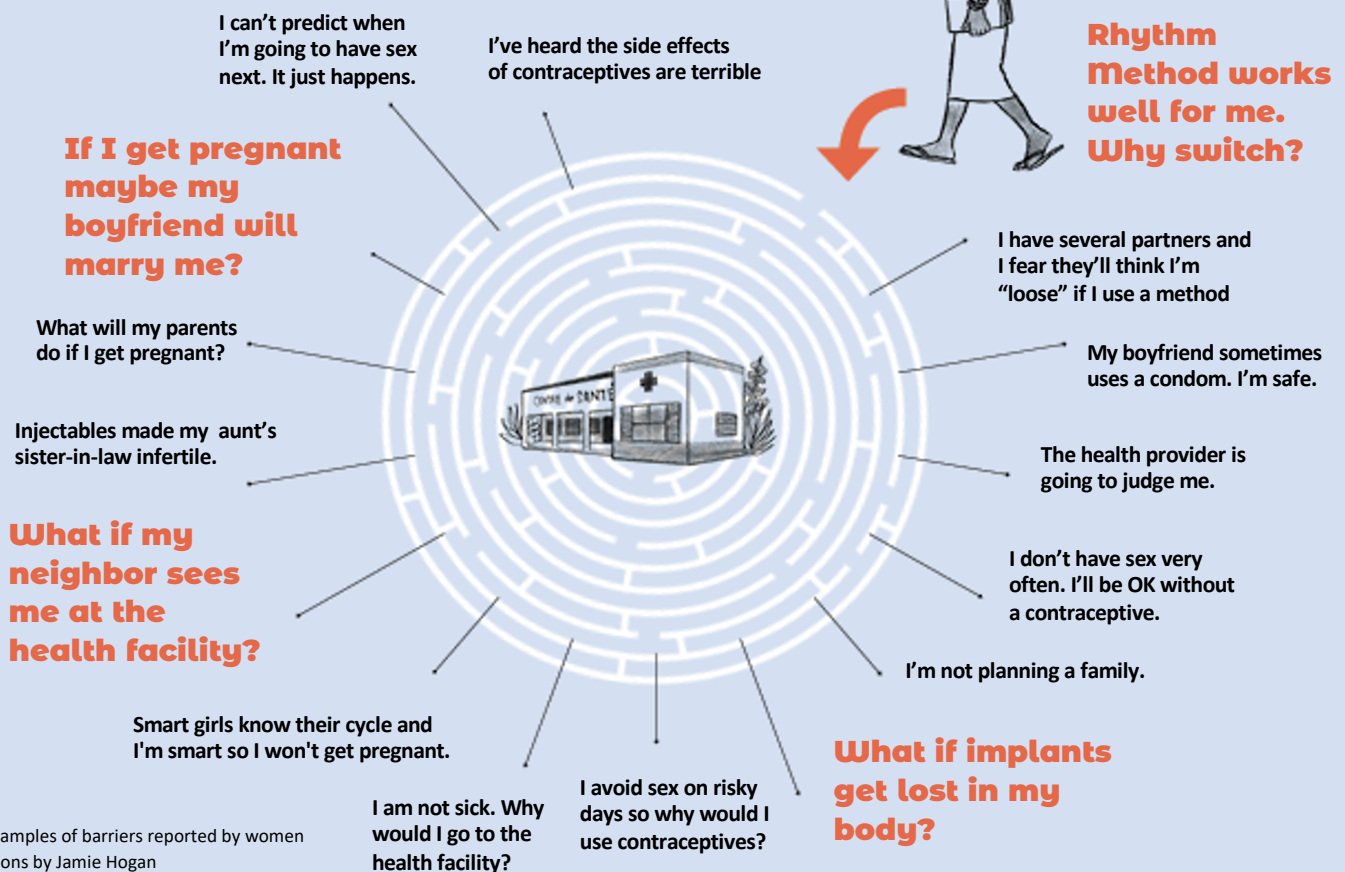 I can’t predict when
I’m going to have sex
next. It just happens.
I’ve heard the side effects
of contraceptives are terrible
Rhythm
Method works
well for me.
Why switch?
If I get pregnant
maybe my
boyfriend will
marry me?
I have several partners and
I fear they’ll think I’m
“loose” if I use a method
What will my parents
do if I get pregnant?
My boyfriend sometimes
uses a condom. I’m safe.
CENTRE de SANTÉ
Injectables made my aunt’s
sister-in-law infertile.
The health provider is
going to judge me.
What if my
neighbor sees
me at the
health facility?
I don’t have sex very
often. I’ll be OK without
a contraceptive.
I’m not planning a family.
Smart girls know their cycle and
I'm smart so I won't get pregnant.
What if implants
get lost in my
body?
I avoid sex on risky
days so why would I
use contraceptives?
I am not sick. Why
would I go to the
health facility?
amples of barriers reported by women
ons by Jamie Hogan